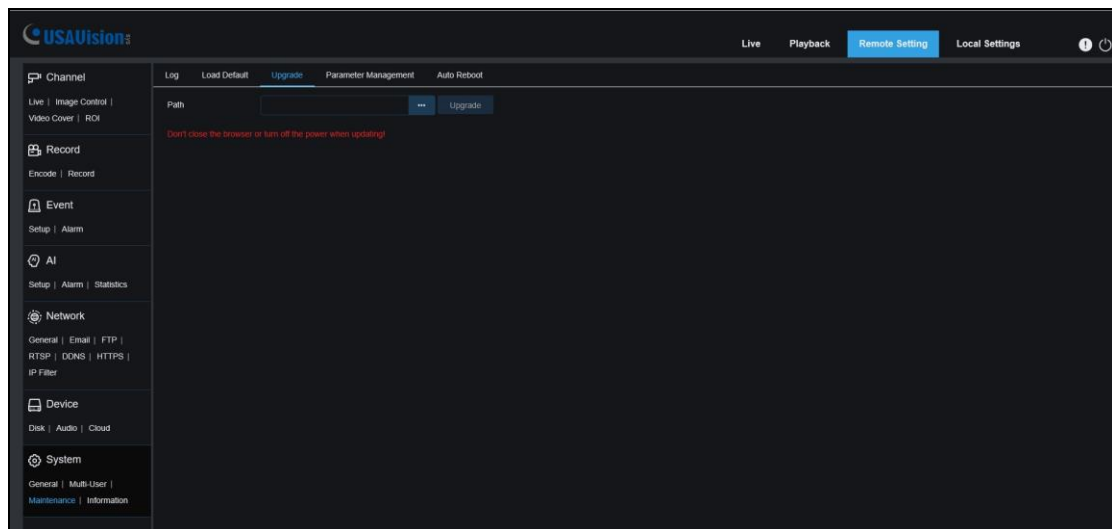 USAVision
Live Playback Remote Setting Local Settings
Channel
Live | Image Control |
Video Cover | ROI
Record
Encode | Record
Event
Setup | Alarm
AI
Setup | Alarm | Statistics
Network
General | Email | FTP |
RTSP | DDNS | HTTPS |
IP Filter
Device
Disk | Audio | Cloud
System
General | Multi-User |
Maintenance | Information
Log Load Default Upgrade Parameter Management Auto Reboot
Path ... Upgrade
Don't close the browser or turn off the power when updating!